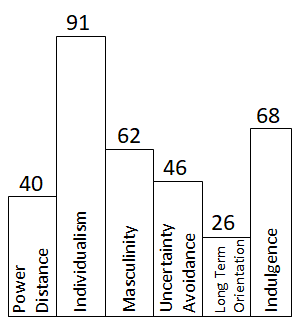 91
68
62
46
40
26
Power
Distance
Individualism
Masculinity
Uncertainty
Avoidance
Long Term
Orientation
Indulgence